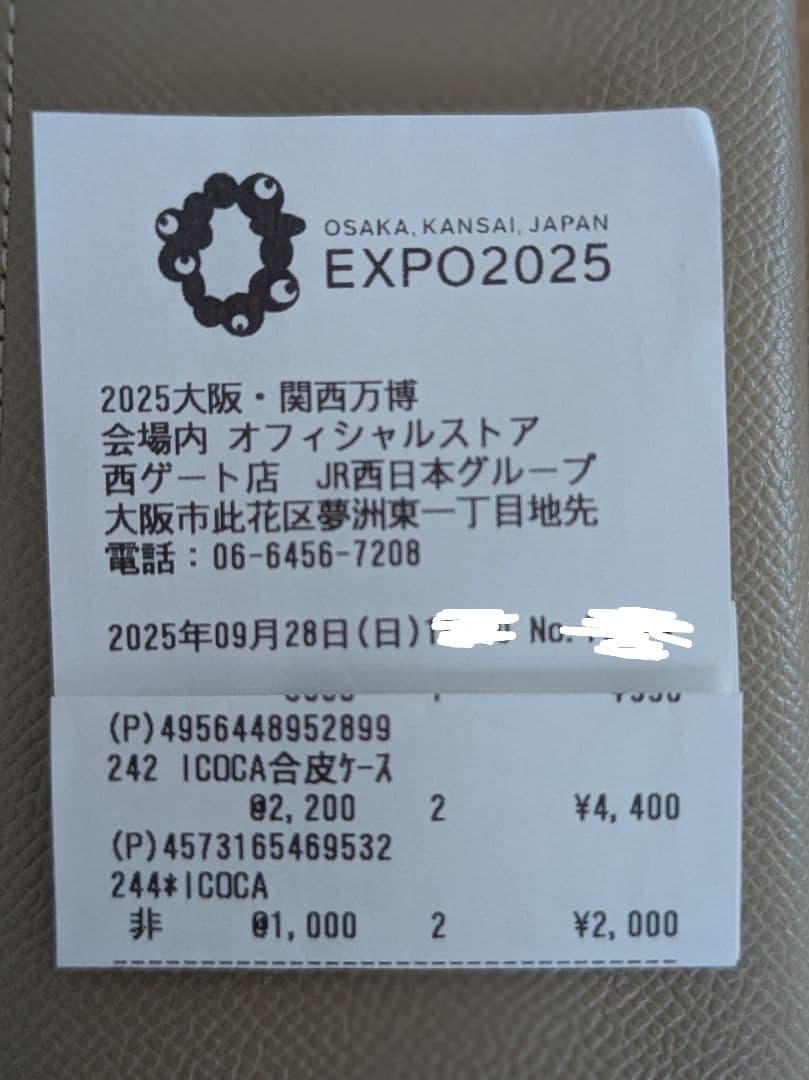 OSAKA, KANSAI, JAPAN
EXPO2025
2025大阪・関西万博
会場内 オフィシャルストア
西ゲート店 JR西日本グループ
大阪市此花区夢洲東一丁目地先
電話：06-6456-7208
2025年09月28日(日) No.
(P)4956448952899
242 ICOCA合皮ｹｰｽ
@2,200 2 ¥4,400
(P)4573165469532
244*ICOCA
非 @1,000 2 ¥2,000